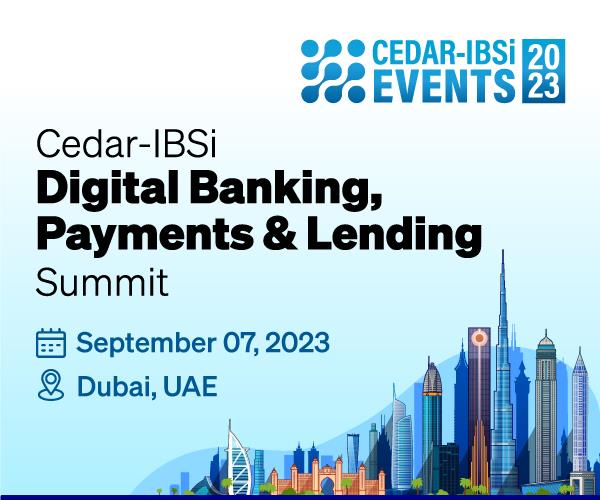 CEDAR-IBSi
EVENTS
20
23
Cedar-IBSi
Digital Banking,
Payments & Lending
Summit
September 07, 2023
Dubai, UAE